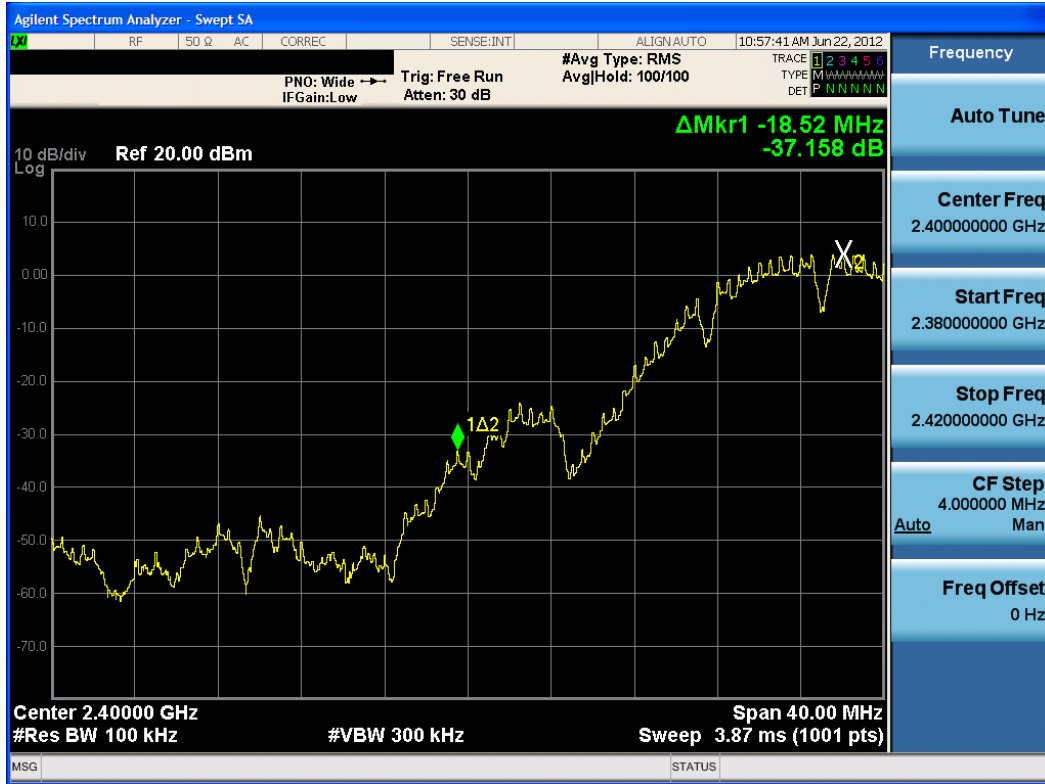 Agilent Spectrum Analyzer - Swept SA
LXI RF 50 Ω AC CORREC SENSE:INT ALIGN AUTO 10:57:41 AM Jun 22, 2012
PNO: Wide
IFGain:Low
Trig: Free Run
Atten: 30 dB
#Avg Type: RMS
Avg|Hold: 100/100
TRACE 1 2 3 4 5 6
TYPE M
DET P N N N N N
ΔMkr1 -18.52 MHz
-37.158 dB
10 dB/div Ref 20.00 dBm
Log
10.0
0.00
-10.0
-20.0
-30.0
-40.0
-50.0
-60.0
-70.0
X2
1Δ2
Center 2.40000 GHz Span 40.00 MHz
#Res BW 100 kHz #VBW 300 kHz Sweep 3.87 ms (1001 pts)
MSG STATUS
Frequency
Auto Tune
Center Freq
2.400000000 GHz
Start Freq
2.380000000 GHz
Stop Freq
2.420000000 GHz
CF Step
4.000000 MHz
Auto Man
Freq Offset
0 Hz